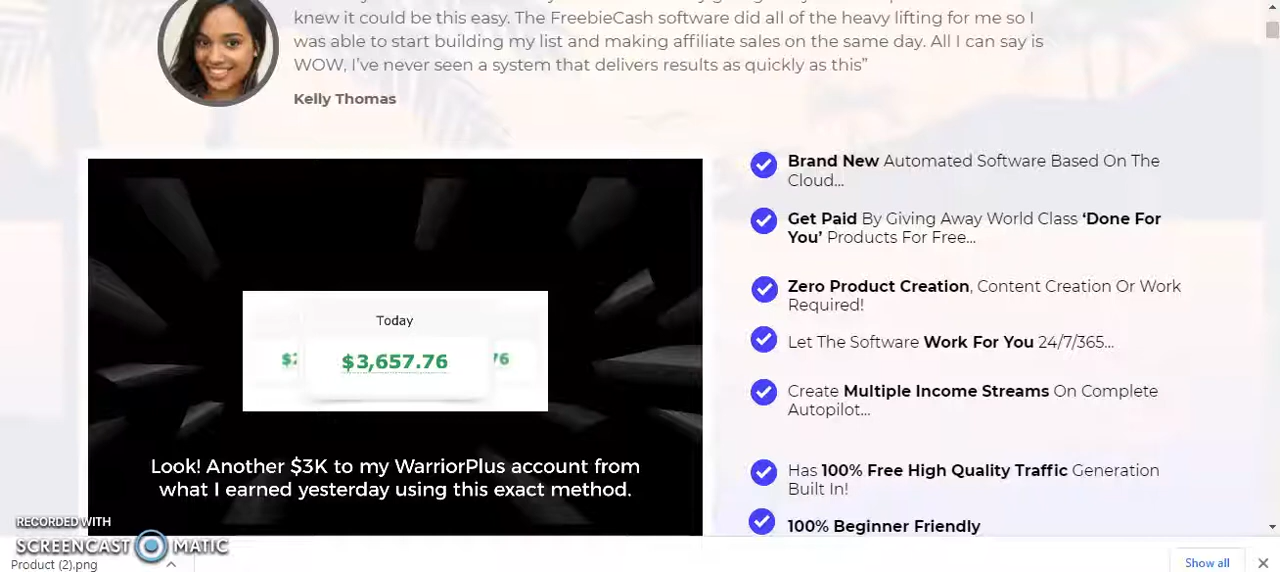 knew it could be this easy. The FreebieCash software did all of the heavy lifting for me so I
was able to start building my list and making affiliate sales on the same day. All I can say is
WOW, I've never seen a system that delivers results as quickly as this”
Kelly Thomas
Today
$3,657.76
Look! Another $3K to my WarriorPlus account from
what I earned yesterday using this exact method.
Brand New Automated Software Based On The
Cloud...
Get Paid By Giving Away World Class ‘Done For
You’ Products For Free...
Zero Product Creation, Content Creation Or Work
Required!
Let The Software Work For You 24/7/365...
Create Multiple Income Streams On Complete
Autopilot...
Has 100% Free High Quality Traffic Generation
Built In!
100% Beginner Friendly
RECORDED WITH
SCREENCAST MATIC
Product (2).png
Show all